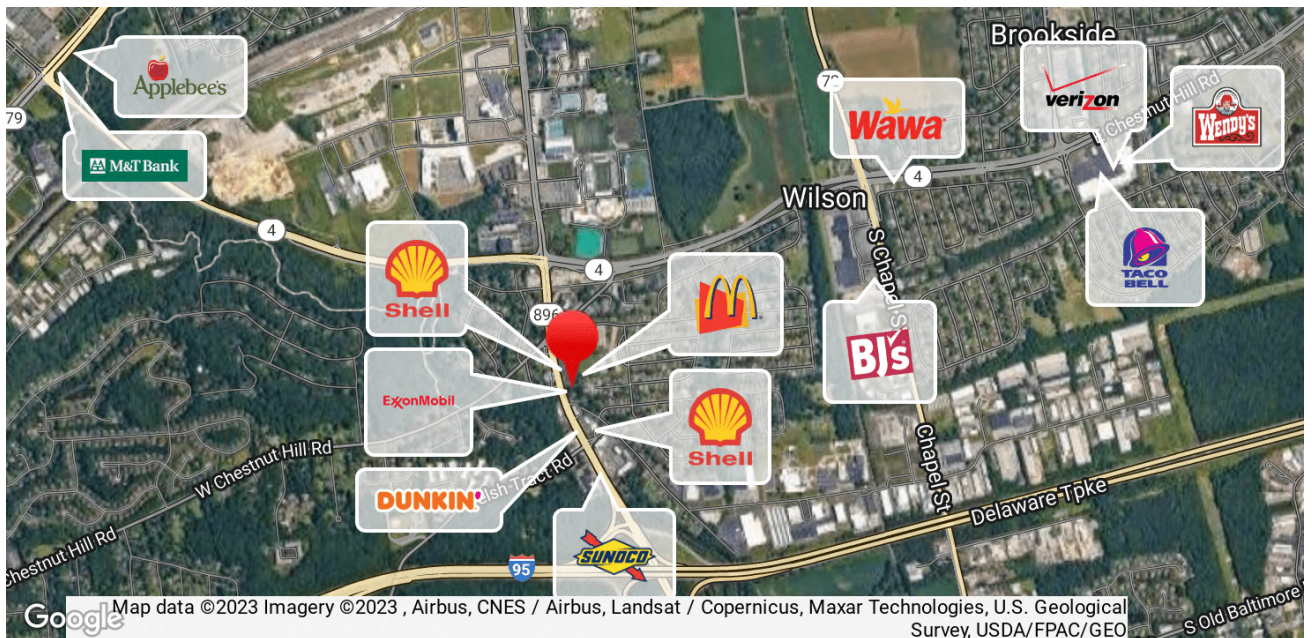 Brookside
Applebee's
79
M&T Bank
72
Wawa
verizon
E Chestnut Hill Rd
WENDY'S
4
Wilson
4
4
Shell
896
S Chapel St
TACO
BELL
BJ's
ExxonMobil
Shell
W Chestnut Hill Rd
DUNKIN'
elsh Tract Rd
Chapel St
Delaware Tpke
SUNOCO
95
Chestnut Hill Rd
S Old Baltimore
Google
Map data ©2023 Imagery ©2023 , Airbus, CNES / Airbus, Landsat / Copernicus, Maxar Technologies, U.S. Geological
Survey, USDA/FPAC/GEO